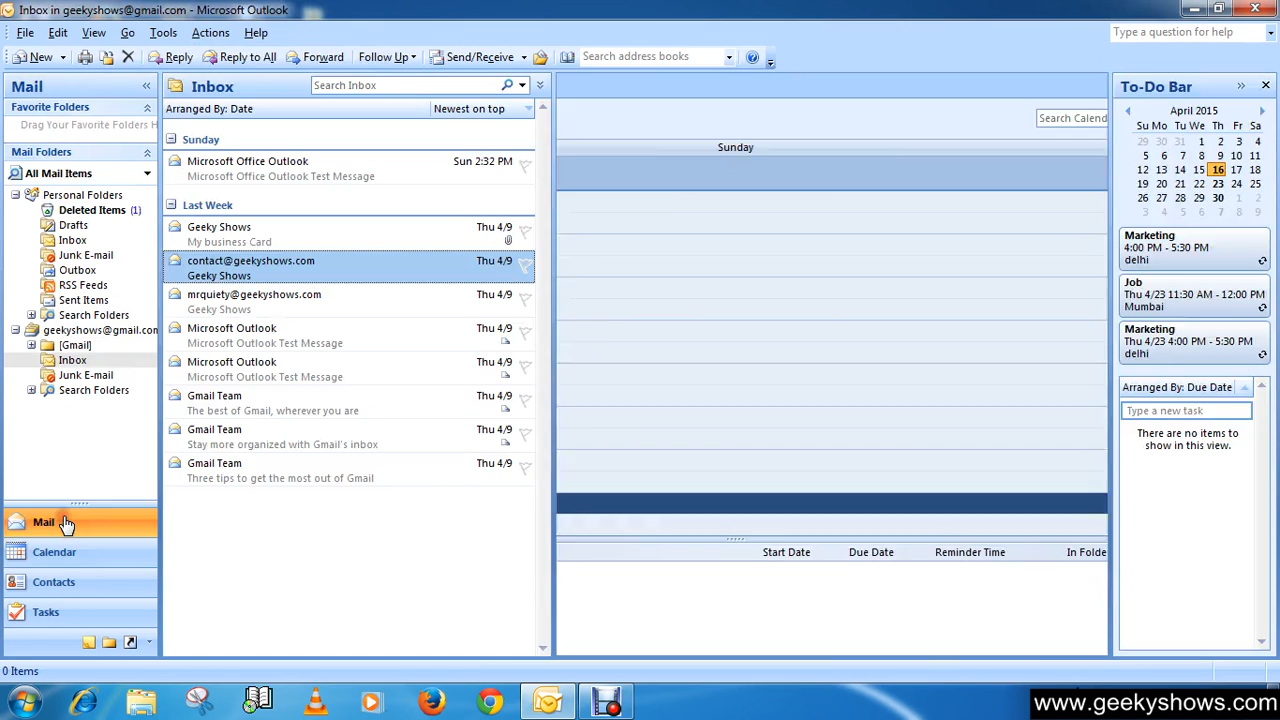 Inbox in geekyshows@gmail.com - Microsoft Outlook
File Edit View Go Tools Actions Help
Type a question for help
New Reply Reply to All Forward Follow Up Send/Receive Search address books
Mail
Favorite Folders
Drag Your Favorite Folders H
Mail Folders
All Mail Items
Personal Folders
Deleted Items (1)
Drafts
Inbox
Junk E-mail
Outbox
RSS Feeds
Sent Items
Search Folders
geekyshows@gmail.com
[Gmail]
Inbox
Junk E-mail
Search Folders
Mail
Calendar
Contacts
Tasks
0 Items
Inbox Search Inbox
Arranged By: Date Newest on top
Sunday
Microsoft Office Outlook Sun 2:32 PM
Microsoft Office Outlook Test Message
Last Week
Geeky Shows Thu 4/9
My business Card
contact@geekyshows.com Thu 4/9
Geeky Shows
mrquiety@geekyshows.com Thu 4/9
Geeky Shows
Microsoft Outlook Thu 4/9
Microsoft Outlook Test Message
Microsoft Outlook Thu 4/9
Microsoft Outlook Test Message
Gmail Team Thu 4/9
The best of Gmail, wherever you are
Gmail Team Thu 4/9
Stay more organized with Gmail's inbox
Gmail Team Thu 4/9
Three tips to get the most out of Gmail
Search Calend
Sunday
Start Date Due Date Reminder Time In Folde
To-Do Bar
April 2015
Su Mo Tu We Th Fr Sa
29 30 31 1 2 3 4
5 6 7 8 9 10 11
12 13 14 15 16 17 18
19 20 21 22 23 24 25
26 27 28 29 30 1 2
3 4 5 6 7 8 9
Marketing
4:00 PM - 5:30 PM
delhi
Job
Thu 4/23 11:30 AM - 12:00 PM
Mumbai
Marketing
Thu 4/23 4:00 PM - 5:30 PM
delhi
Arranged By: Due Date
Type a new task
There are no items to
show in this view.
www.geekyshows.com